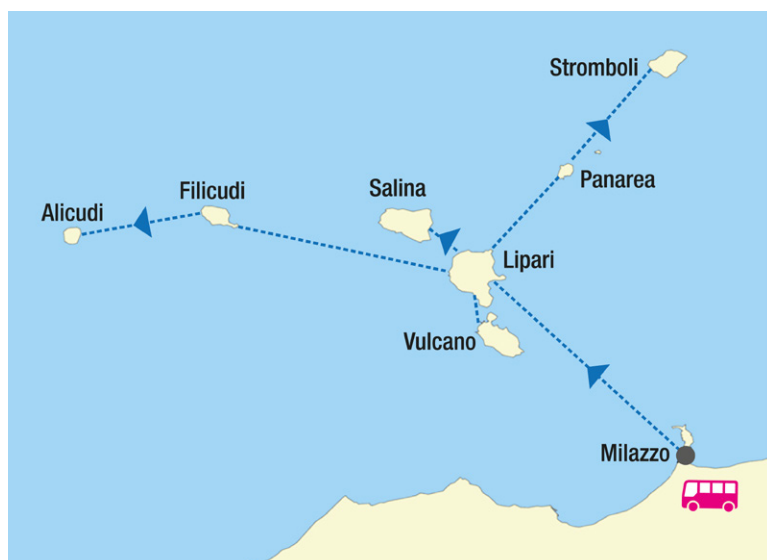 Stromboli
Panarea
Salina
Filicudi
Alicudi
Lipari
Vulcano
Milazzo